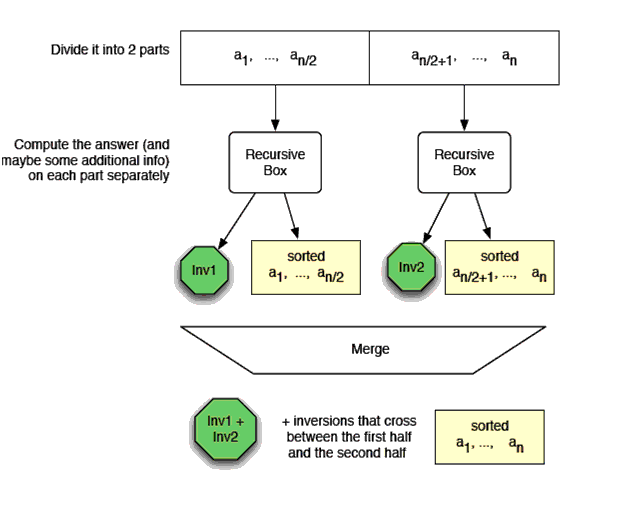 Divide it into 2 parts
a1, ..., an/2
an/2+1, ..., an
Compute the answer (and
maybe some additional info)
on each part separately
Recursive
Box
Recursive
Box
Inv1
sorted
a1, ..., an/2
Inv2
sorted
an/2+1, ..., an
Merge
Inv1 +
Inv2
+ inversions that cross
between the first half
and the second half
sorted
a1, ..., an